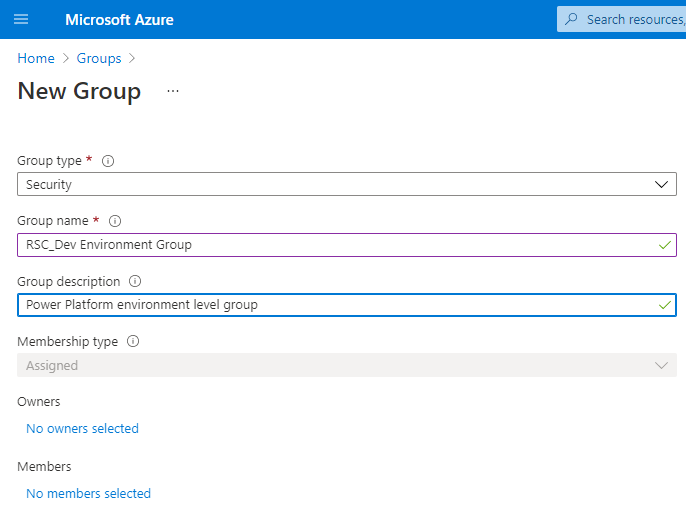 Microsoft Azure
Search resources,
Home > Groups >
New Group ...
Group type *
Security
Group name *
RSC_Dev Environment Group
Group description
Power Platform environment level group
Membership type
Assigned
Owners
No owners selected
Members
No members selected